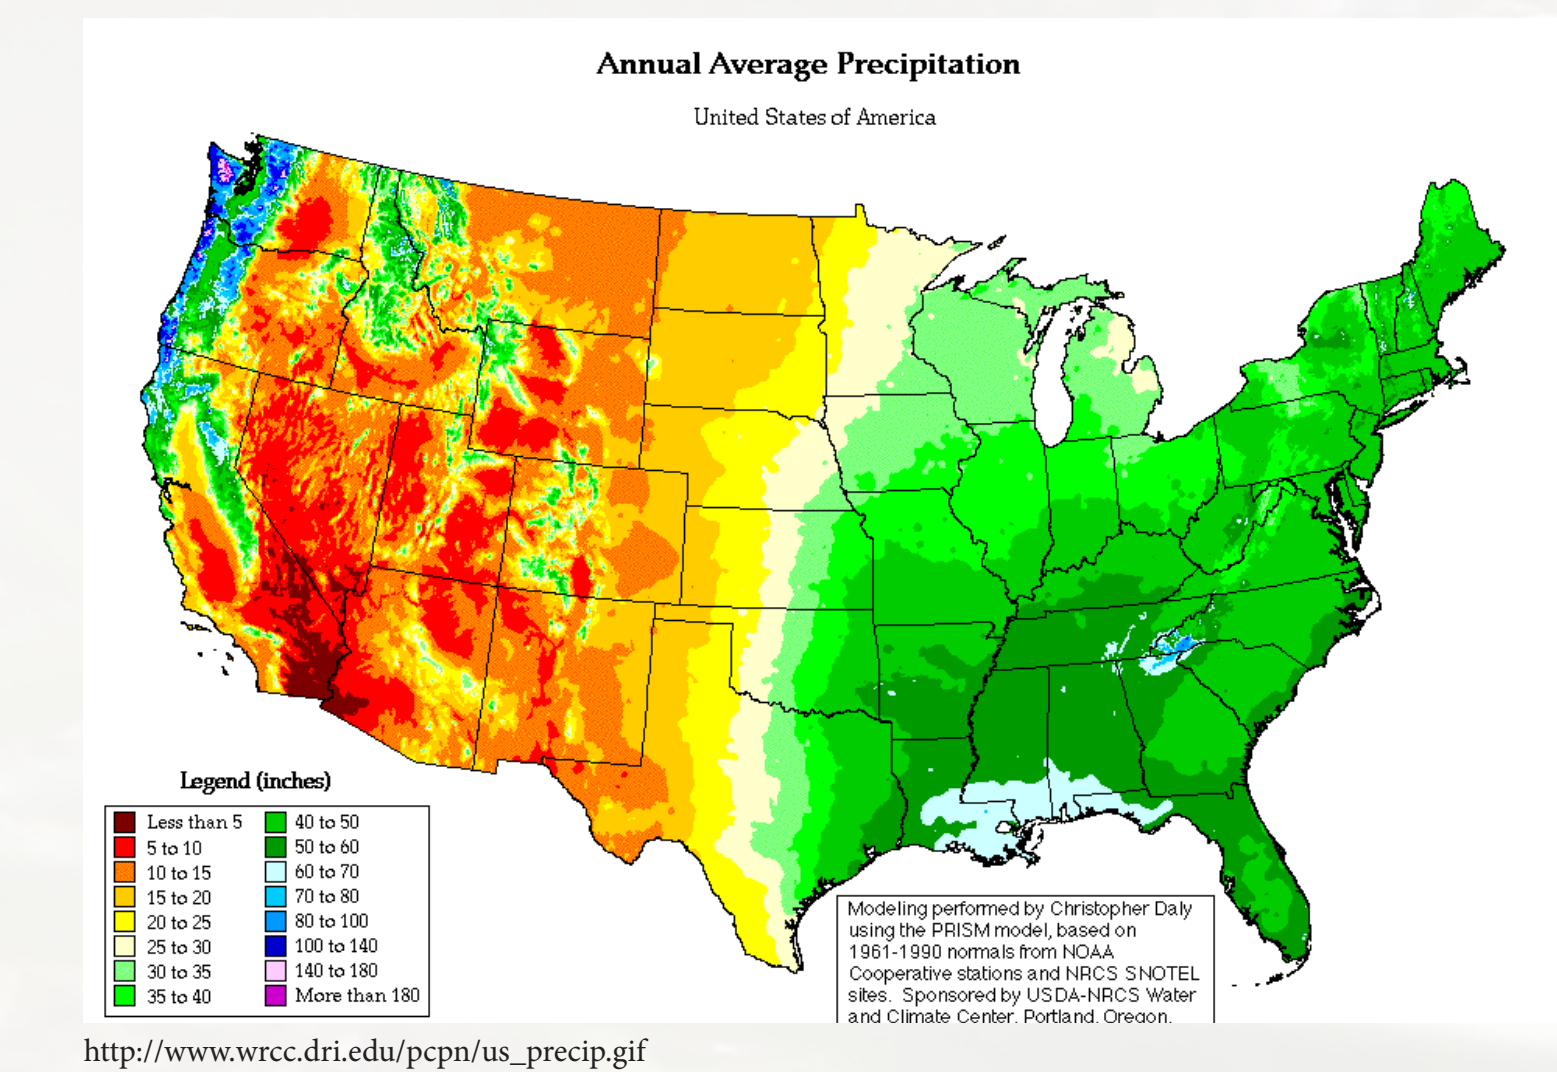 Annual Average Precipitation
United States of America
Legend (inches)
Less than 5
5 to 10
10 to 15
15 to 20
20 to 25
25 to 30
30 to 35
35 to 40
40 to 50
50 to 60
60 to 70
70 to 80
80 to 100
100 to 140
140 to 180
More than 180
Modeling performed by Christopher Daly
using the PRISM model, based on
1961-1990 normals from NOAA
Cooperative stations and NRCS SNOTEL
sites. Sponsored by USDA-NRCS Water
and Climate Center, Portland, Oregon.
http://www.wrcc.dri.edu/pcpn/us_precip.gif